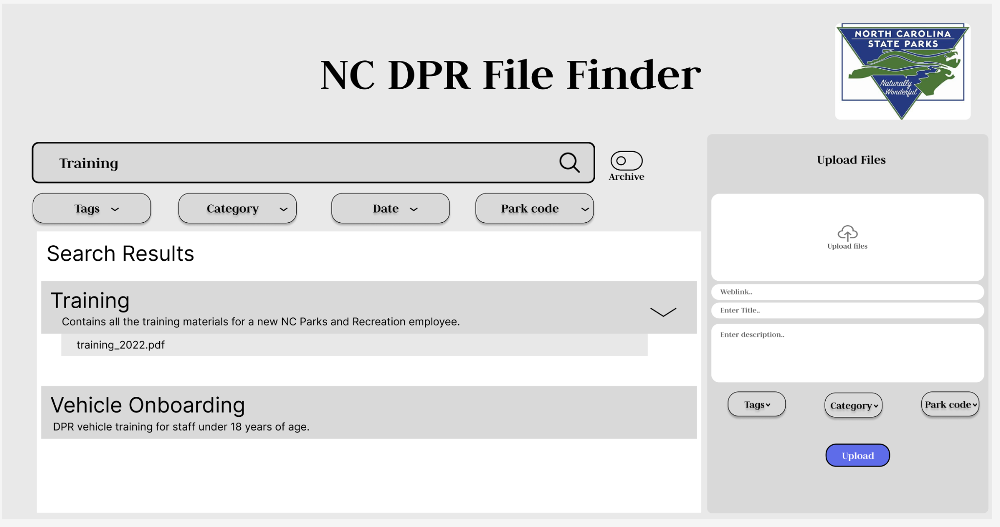 NORTH CAROLINA
STATE PARKS
Naturally
Wonderful
NC DPR File Finder
Training
Archive
Tags
Category
Date
Park code
Search Results
Training
Contains all the training materials for a new NC Parks and Recreation employee.
training_2022.pdf
Vehicle Onboarding
DPR vehicle training for staff under 18 years of age.
Upload Files
Upload files
Weblink..
Enter Title..
Enter description..
Tags
Category
Park code
Upload